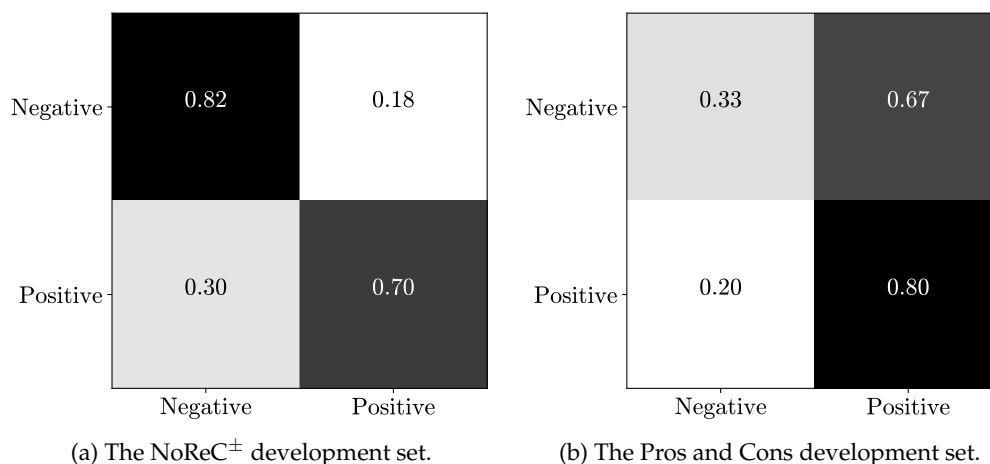 Negative 0.82 0.18
Positive 0.30 0.70
Negative Positive
(a) The NoReC± development set.
Negative 0.33 0.67
Positive 0.20 0.80
Negative Positive
(b) The Pros and Cons development set.